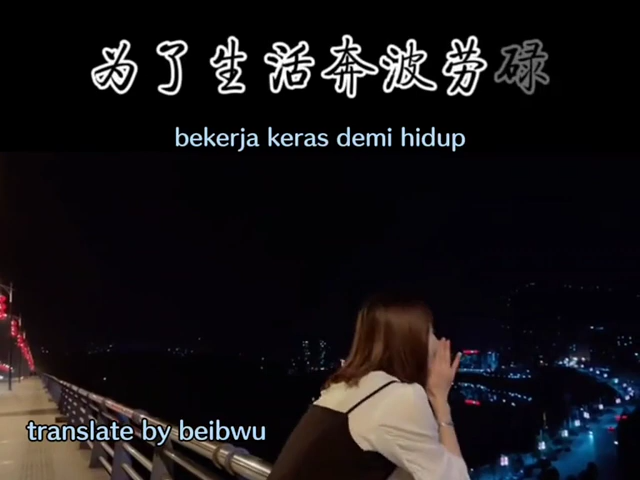 为了生活奔波劳碌
bekerja keras demi hidup
translate by beibwu